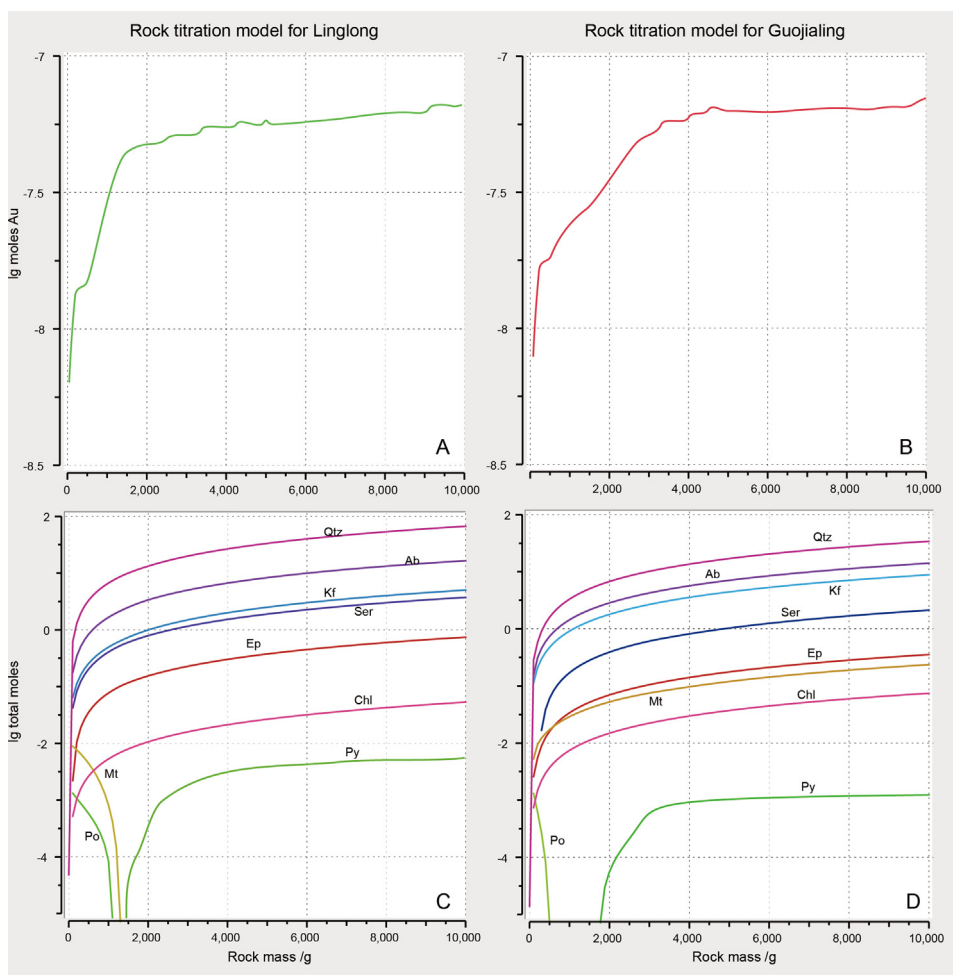 Rock titration model for Linglong
Rock titration model for Guojialing
lg moles Au
-7
-7.5
-8
-8.5
A
0
2,000
4,000
6,000
8,000
10,000
-7
-7.5
-8
-8.5
B
2,000
4,000
6,000
8,000
10,000
lg total moles
2
0
-2
-4
Qtz
Ab
Kf
Ser
Ep
Chl
Mt
Py
Po
C
0
2,000
4,000
6,000
8,000
10,000
Rock mass /g
2
0
-2
-4
Qtz
Ab
Kf
Ser
Ep
Mt
Chl
Py
Po
D
0
2,000
4,000
6,000
8,000
10,000
Rock mass /g